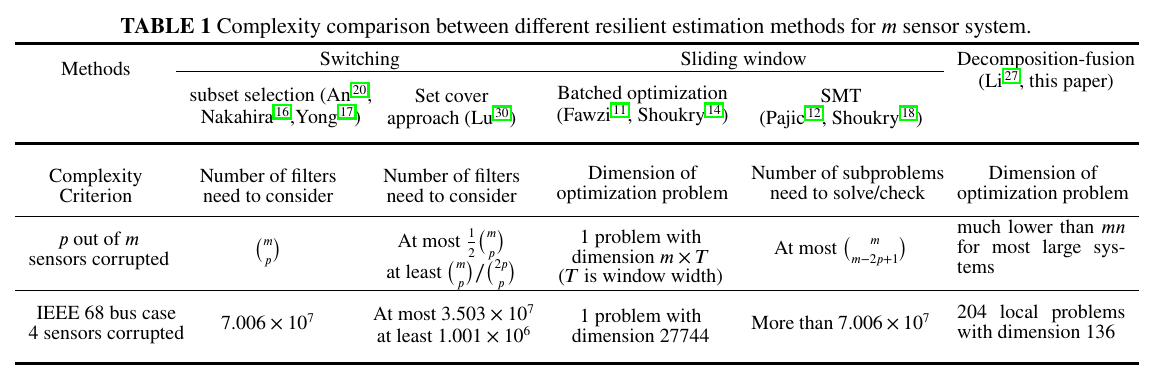 TABLE 1 Complexity comparison between different resilient estimation methods for m sensor system.
Methods
Switching
Sliding window
Decomposition-fusion
(Li27, this paper)
subset selection (An20,
Nakahira16,Yong17)
Set cover
approach (Lu30)
Batched optimization
(Fawzi11, Shoukry14)
SMT
(Pajic12, Shoukry18)
Complexity
Criterion
Number of filters
need to consider
Number of filters
need to consider
Dimension of
optimization problem
Number of subproblems
need to solve/check
Dimension of
optimization problem
p out of m
sensors corrupted
(m p)
At most 1/2 (m p)
at least (m p)/(2p p)
1 problem with
dimension m × T
(T is window width)
At most (m m−2p+1)
much lower than mn
for most large sys-
tems
IEEE 68 bus case
4 sensors corrupted
7.006 × 10^7
At most 3.503 × 10^7
at least 1.001 × 10^6
1 problem with
dimension 27744
More than 7.006 × 10^7
204 local problems
with dimension 136